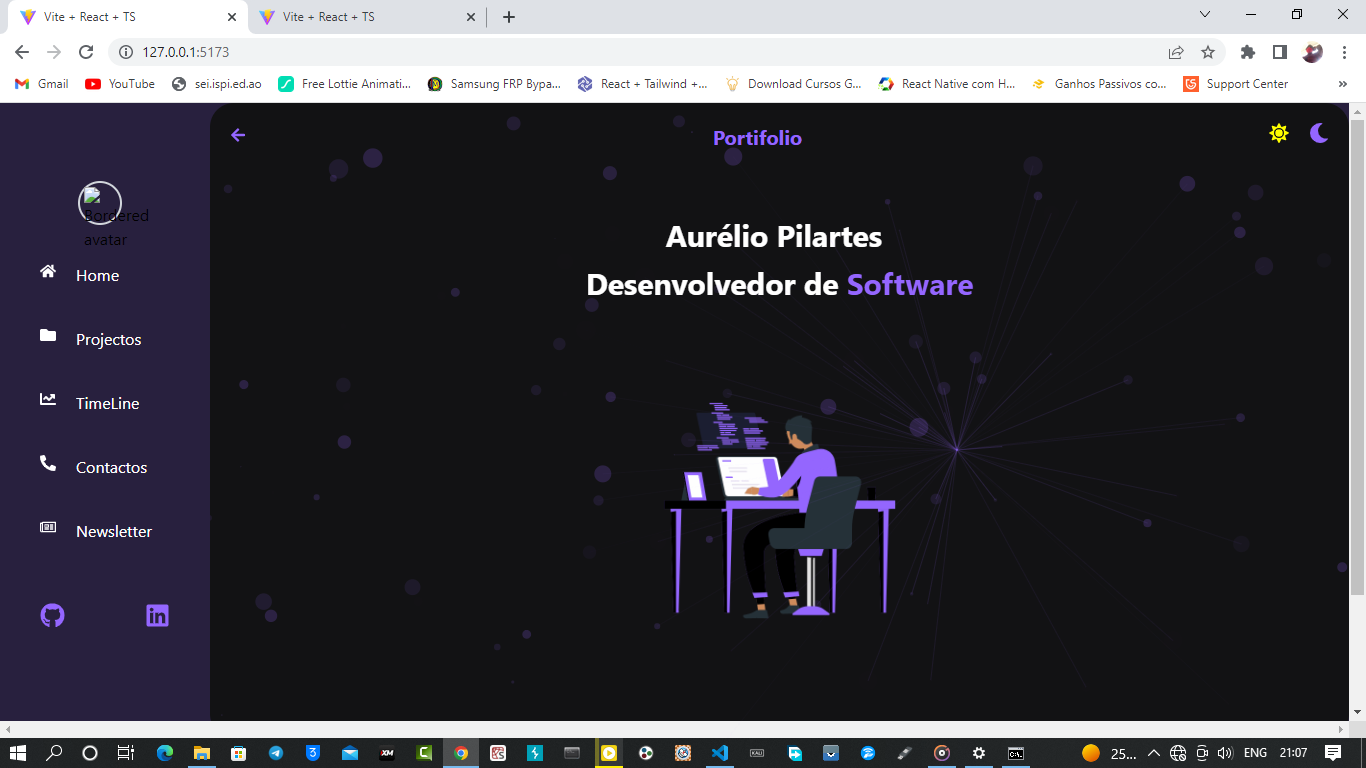 Vite + React + TS
Vite + React + TS
127.0.0.1:5173
Gmail
YouTube
sei.ispi.ed.ao
Free Lottie Animati...
Samsung FRP Bypa...
React + Tailwind +...
Download Cursos G...
React Native com H...
Ganhos Passivos co...
Support Center
»
Portifolio
Bordered
avatar
Aurélio Pilartes
Desenvolvedor de Software
Home
Projectos
TimeLine
Contactos
Newsletter
25...
ENG
21:07